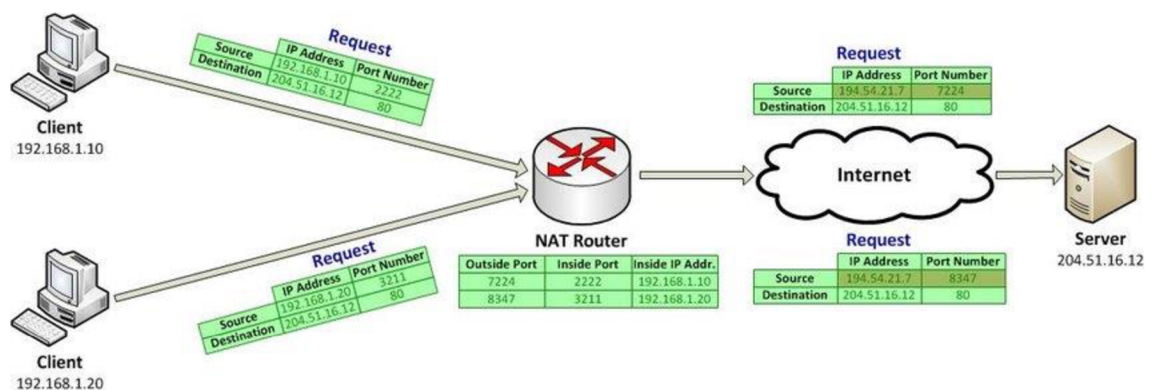 Client
192.168.1.10
Request
IP Address Port Number
Source 192.168.1.10 2222
Destination 204.51.16.12 80
Client
192.168.1.20
Request
IP Address Port Number
Source 192.168.1.20 3211
Destination 204.51.16.12 80
NAT Router
Outside Port Inside Port Inside IP Addr.
7224 2222 192.168.1.10
8347 3211 192.168.1.20
Request
IP Address Port Number
Source 194.54.21.7 7224
Destination 204.51.16.12 80
Internet
Request
IP Address Port Number
Source 194.54.21.7 8347
Destination 204.51.16.12 80
Server
204.51.16.12